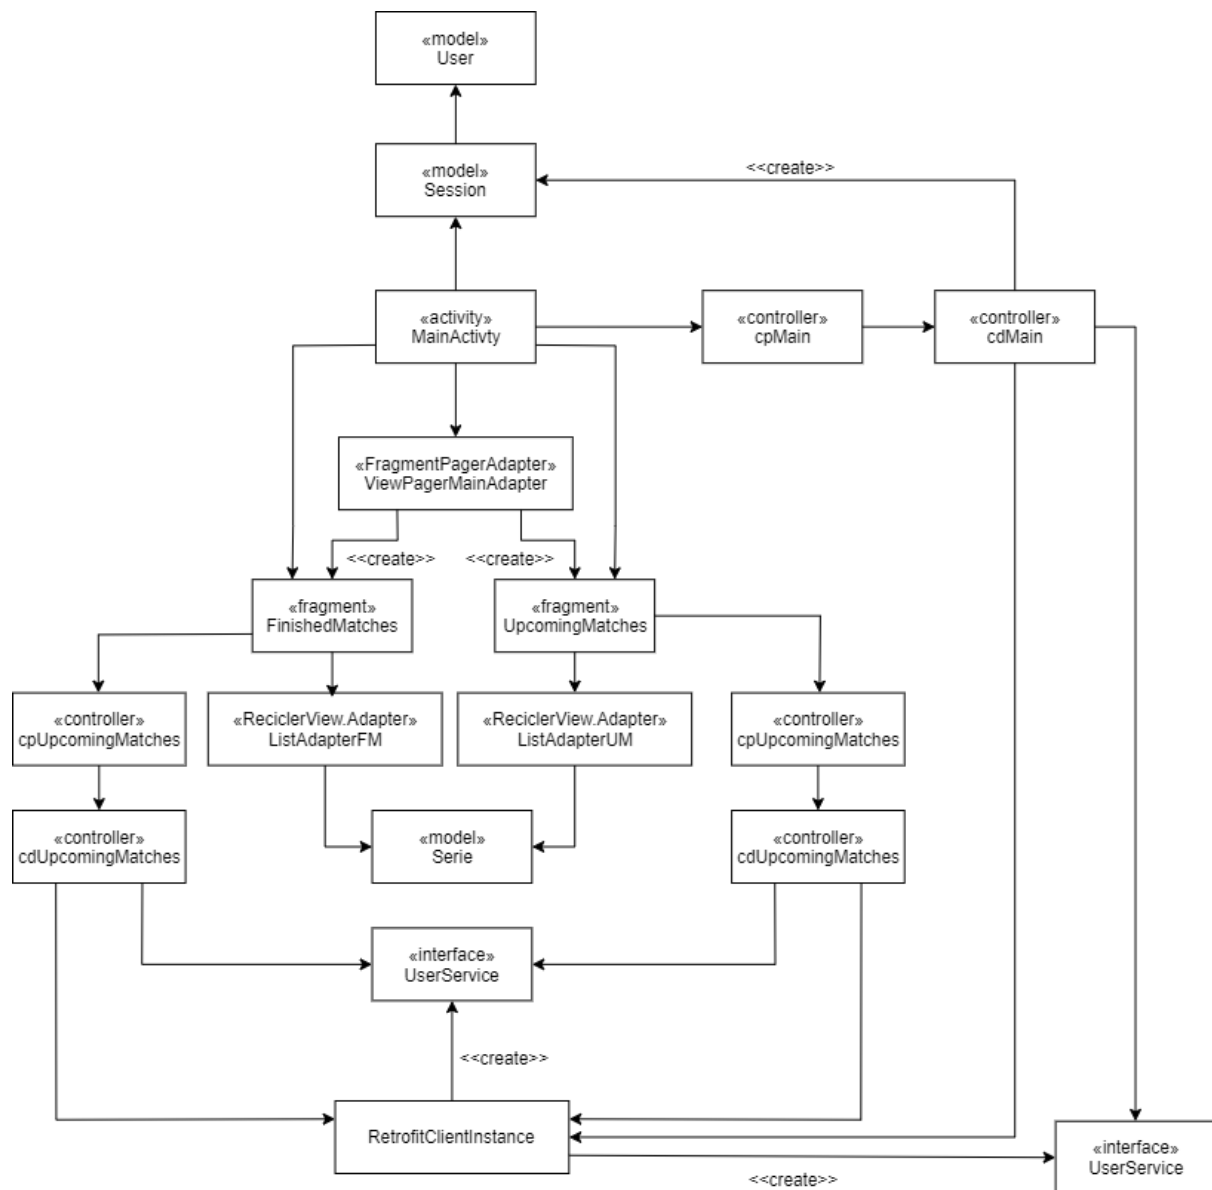 «model»
User
«model»
Session
<<create>>
«activity»
MainActivty
«controller»
cpMain
«controller»
cdMain
«FragmentPagerAdapter»
ViewPagerMainAdapter
<<create>>
<<create>>
«fragment»
FinishedMatches
«fragment»
UpcomingMatches
«controller»
cpUpcomingMatches
«ReciclerView.Adapter»
ListAdapterFM
«ReciclerView.Adapter»
ListAdapterUM
«controller»
cpUpcomingMatches
«controller»
cdUpcomingMatches
«model»
Serie
«controller»
cdUpcomingMatches
«interface»
UserService
<<create>>
RetrofitClientInstance
<<create>>
«interface»
UserService